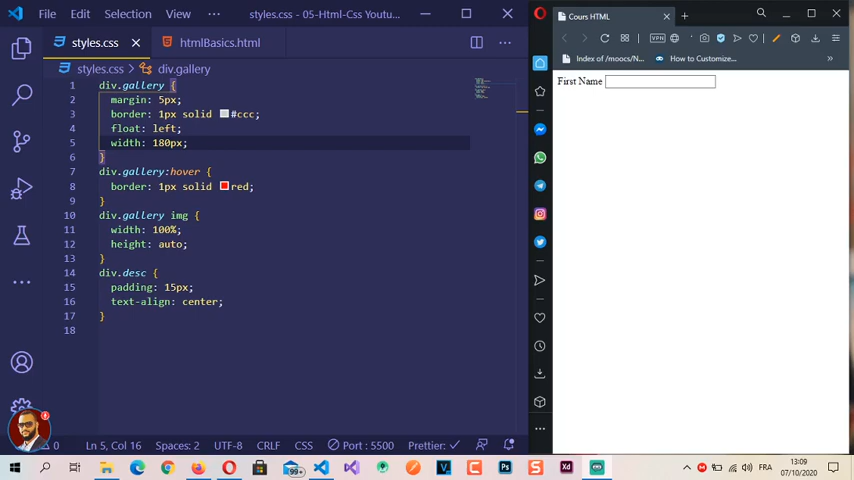 File Edit Selection View ··· styles.css - 05-Html-Css Youtu...
styles.css htmlBasics.html
styles.css > div.gallery
1 div.gallery {
2 margin: 5px;
3 border: 1px solid #ccc;
4 float: left;
5 width: 180px;
6 }
7 div.gallery:hover {
8 border: 1px solid red;
9 }
10 div.gallery img {
11 width: 100%;
12 height: auto;
13 }
14 div.desc {
15 padding: 15px;
16 text-align: center;
17 }
18
0 Ln 5, Col 16 Spaces: 2 UTF-8 CRLF CSS Port : 5500 Prettier: ✓
Cours HTML
VPN
Index of /moocs/N... How to Customize... »
First Name
99+ Ps S Xd FRA 13:09
07/10/2020